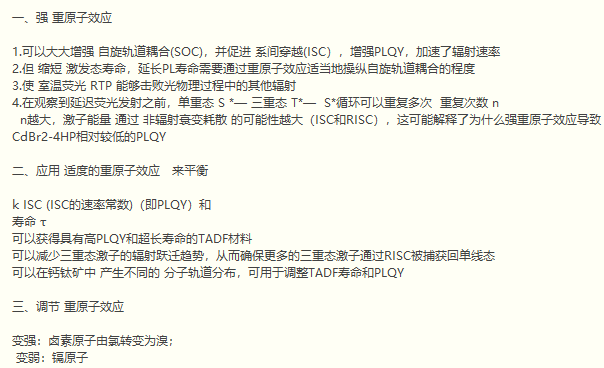 一、强 重原子效应
1.可以大大增强 自旋轨道耦合(SOC)，并促进 系间穿越(ISC），增强PLQY，加速了辐射速率
2.但 缩短 激发态寿命，延长PL寿命需要通过重原子效应适当地操纵自旋轨道耦合的程度
3.使 室温荧光 RTP 能够击败光物理过程中的其他辐射
4.在观察到延迟荧光发射之前，单重态 S *— 三重态 T*— S*循环可以重复多次 重复次数 n
n越大，激子能量 通过 非辐射衰变耗散 的可能性越大（ISC和RISC），这可能解释了为什么强重原子效应导致
CdBr2-4HP相对较低的PLQY
二、应用 适度的重原子效应 来平衡
k ISC (ISC的速率常数)（即PLQY）和
寿命 τ
可以获得具有高PLQY和超长寿命的TADF材料
可以减少三重态激子的辐射跃迁趋势，从而确保更多的三重态激子通过RISC被捕获回单线态
可以在钙钛矿中 产生不同的 分子轨道分布，可用于调整TADF寿命和PLQY
三、调节 重原子效应
变强：卤素原子由氯转变为溴；
变弱：镉原子